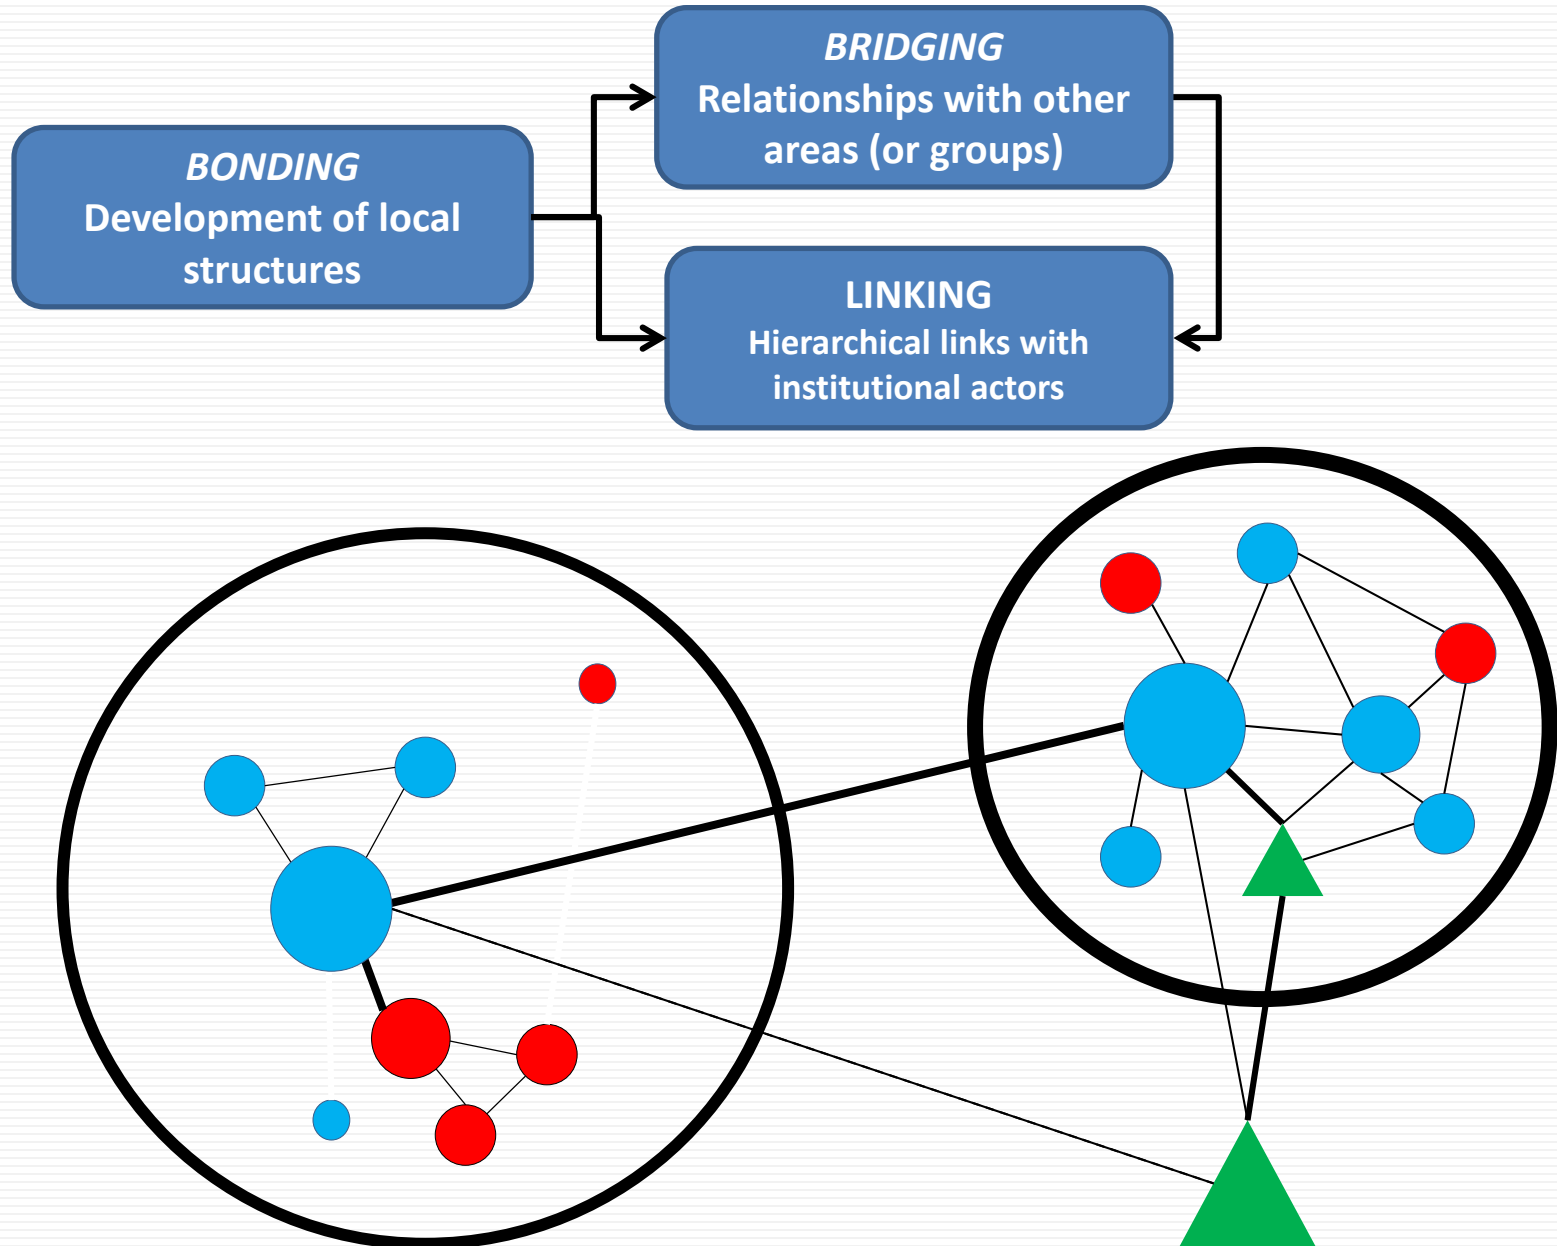 BRIDGING
Relationships with other
areas (or groups)
BONDING
Development of local
structures
LINKING
Hierarchical links with
institutional actors